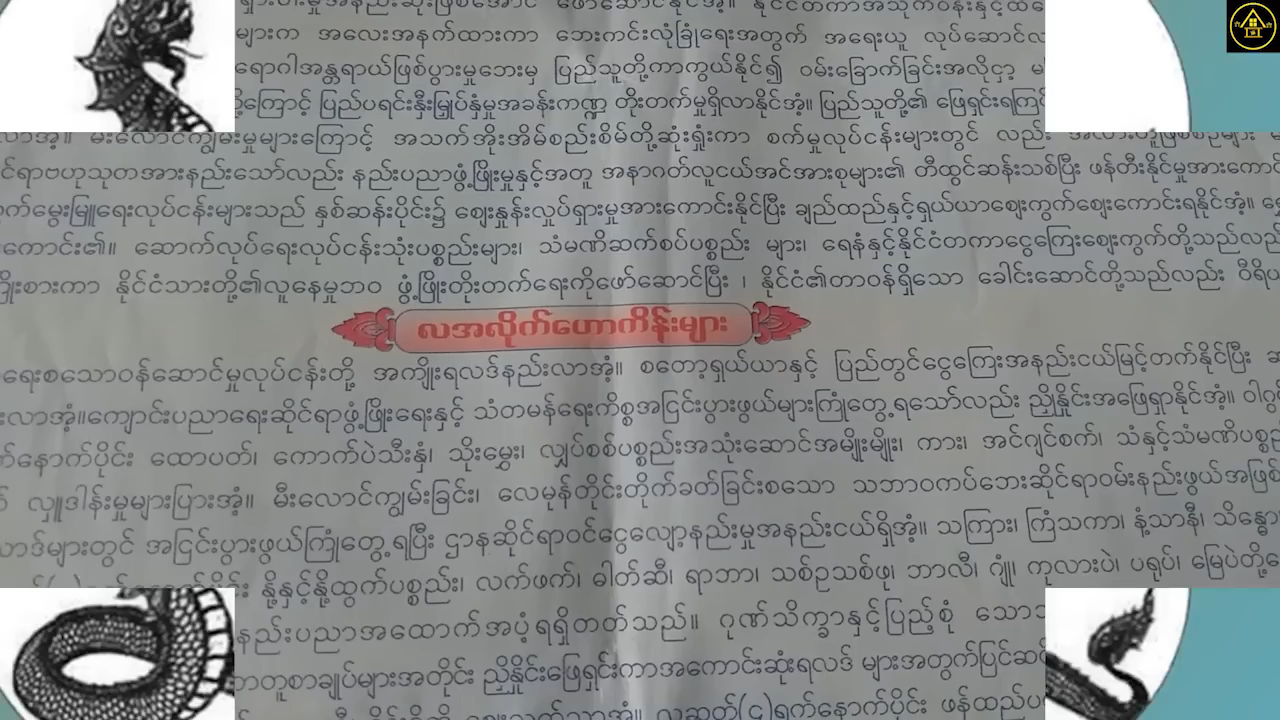 များက အလေးအနက်ထားကာ ဘေးကင်းလုံခြုံရေးအတွက် အရေးယူ လုပ်ဆောင်
ရောဂါအန္တရာယ်ဖြစ်ပွားမှုဘေးမှ ပြည်သူတို့ကာကွယ်နိုင်၍ ဝမ်းမြောက်ခြင်းအလို့ငှာ
ကြောင့် ပြည်ပရင်းနှီးမြှုပ်နှံမှုအခန်းကဏ္ဍ တိုးတက်မှုရှိလာနိုင်အံ့။ ပြည်သူတို့၏ ဖြေရှင်းရ
မီးလောင်ကျွမ်းမှုများကြောင့် အသက်အိုးအိမ်စည်းစိမ်တို့ဆုံးရှုံးကာ စက်မှုလုပ်ငန်းများတွင် လည်း
ရာဗဟုသုတအားနည်းသော်လည်း နည်းပညာဖွံ့ဖြိုးမှုနှင့်အတူ အနာဂတ်လူငယ်အင်အားစုများ၏ တီထွင်ဆန်းသစ်ပြီး ဖန်တီးနိုင်မှုအားကော
မွေးမြူရေးလုပ်ငန်းများသည် နှစ်ဆန်းပိုင်း၌ ဈေးနှုန်းလှုပ်ရှားမှုအားကောင်းနိုင်ပြီး ချည်ထည်နှင့်ရှယ်ယာဈေးကွက်ဈေးကောင်းရနိုင်အံ့။
ကောင်း၏။ ဆောက်လုပ်ရေးလုပ်ငန်းသုံးပစ္စည်းများ၊ သံမဏိဆက်စပ်ပစ္စည်း များ၊ ရေနံနှင့်နိုင်ငံတကာငွေကြေးဈေးကွက်တို့သည်လည်
ကြိုးစားကာ နိုင်ငံသားတို့၏လူနေမှုဘဝ ဖွံ့ဖြိုးတိုးတက်ရေးကိုဖော်ဆောင်ပြီး ၊ နိုင်ငံ၏တာဝန်ရှိသော ခေါင်းဆောင်တို့သည်လည်း ဝီရိယ
လအလိုက်ဟောကိန်းများ
ရေးစသောဝန်ဆောင်မှုလုပ်ငန်းတို့ အကျိုးရလဒ်နည်းလာအံ့။ စတော့ရှယ်ယာနှင့် ပြည်တွင်ငွေကြေးအနည်းငယ်မြင့်တက်နိုင်ပြီး
လာအံ့။ကျောင်းပညာရေးဆိုင်ရာဖွံ့ဖြိုးရေးနှင့် သံတမန်ရေးကိစ္စအငြင်းပွားဖွယ်များကြုံတွေ့ရသော်လည်း ညှိနှိုင်းအဖြေရှာနိုင်အံ့။
နောက်ပိုင်း ထောပတ်၊ ကောက်ပဲသီးနှံ၊ သိုးမွှေး၊ လျှပ်စစ်ပစ္စည်းအသုံးဆောင်အမျိုးမျိုး၊ ကား၊ အင်ဂျင်စက်၊ သံနှင့်သံမဏိပစ္စည်
လှူဒါန်းမှုများပြားအံ့။ မီးလောင်ကျွမ်းခြင်း၊ လေမုန်တိုင်းတိုက်ခတ်ခြင်းစသော သဘာဝကပ်ဘေးဆိုင်ရာဝမ်းနည်းဖွယ်အဖြစ်
များတွင် အငြင်းပွားဖွယ်ကြုံတွေ့ရပြီး ဌာနဆိုင်ရာဝင်ငွေလျော့နည်းမှုအနည်းငယ်ရှိအံ့။ သကြား၊ ကြံသကာ၊ နံ့သာနီ၊
နို့နှင့်နို့ထွက်ပစ္စည်း၊ လက်ဖက်၊ ဓါတ်ဆီ၊ ရာဘာ၊ သစ်ဥသစ်ဖု၊ ဘာလီ၊ ဂျုံ၊ ကုလားပဲ၊ ပရုပ်၊ မြေပဲတို့
နည်းပညာအထောက်အပံ့ရရှိတတ်သည်။ ဂုဏ်သိက္ခာနှင့်ပြည့်စုံ သော
တူစာချုပ်များအတိုင်း ညှိနှိုင်းဖြေရှင်းကာအကောင်းဆုံးရလဒ် များအတွက်ပြင်ဆင်
လဆုတ်(၄)ရက်နောက်ပိုင်း ဖန်ထည်ပ